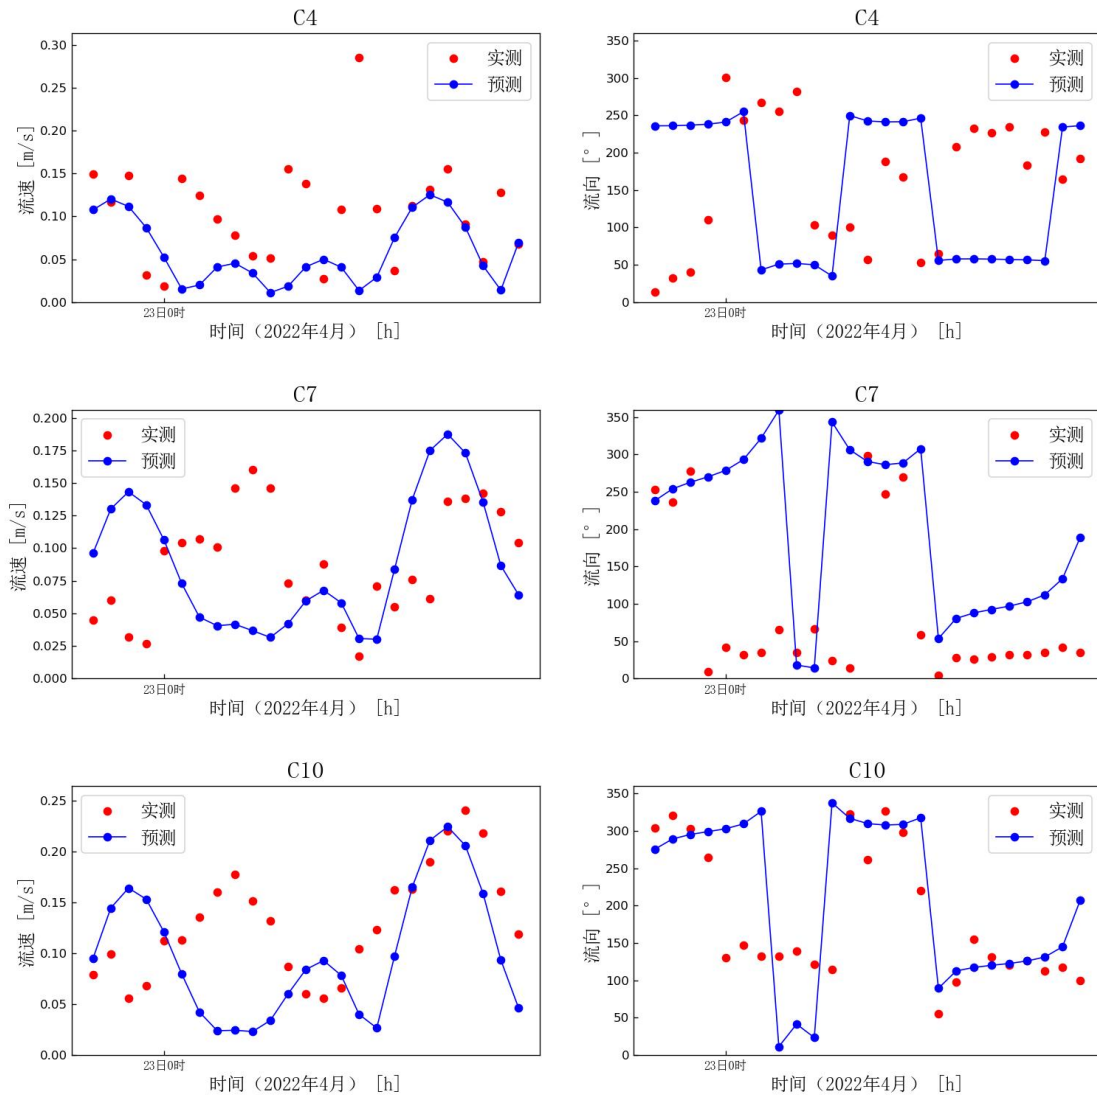 C4
0.30
0.25
0.20
0.15
0.10
0.05
0.00
流速 [m/s]
实测
预测
23日0时
时间（2022年4月） [h]
C4
350
300
250
200
150
100
50
0
流向 [° ]
实测
预测
23日0时
时间（2022年4月） [h]
C7
0.200
0.175
0.150
0.125
0.100
0.075
0.050
0.025
0.000
流速 [m/s]
实测
预测
23日0时
时间（2022年4月） [h]
C7
350
300
250
200
150
100
50
0
流向 [° ]
实测
预测
23日0时
时间（2022年4月） [h]
C10
0.25
0.20
0.15
0.10
0.05
0.00
流速 [m/s]
实测
预测
23日0时
时间（2022年4月） [h]
C10
350
300
250
200
150
100
50
0
流向 [° ]
实测
预测
23日0时
时间（2022年4月） [h]